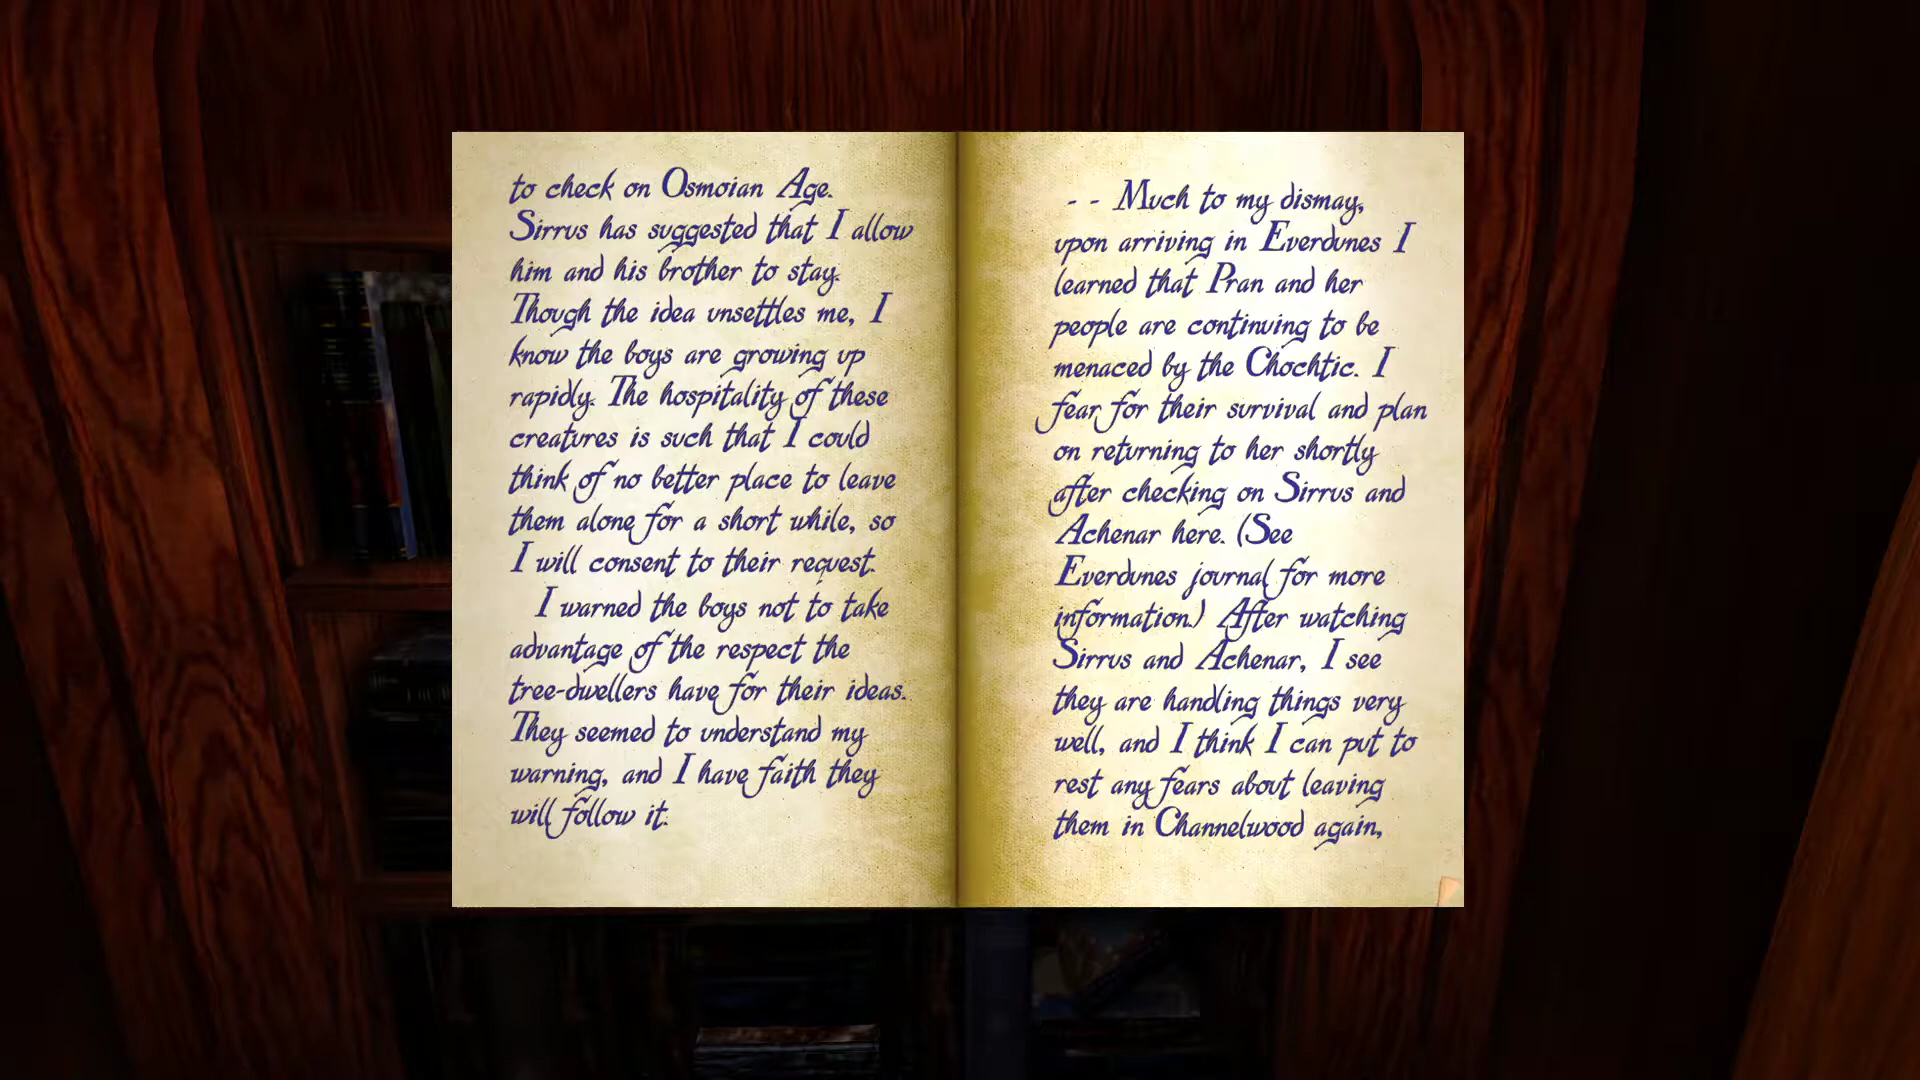 to check on Osmoian Age.
Sirrus has suggested that I allow
him and his brother to stay.
Though the idea unsettles me, I
know the boys are growing up
rapidly. The hospitality of these
creatures is such that I could
think of no better place to leave
them alone for a short while, so
I will consent to their request.
I warned the boys not to take
advantage of the respect the
tree-dwellers have for their ideas.
They seemed to understand my
warning, and I have faith they
will follow it.
- - Much to my dismay,
upon arriving in Everdunes I
learned that Pran and her
people are continuing to be
menaced by the Chochtic. I
fear for their survival and plan
on returning to her shortly
after checking on Sirrus and
Achenar here. (See
Everdunes journal for more
information.) After watching
Sirrus and Achenar, I see
they are handling things very
well, and I think I can put to
rest any fears about leaving
them in Channelwood again,